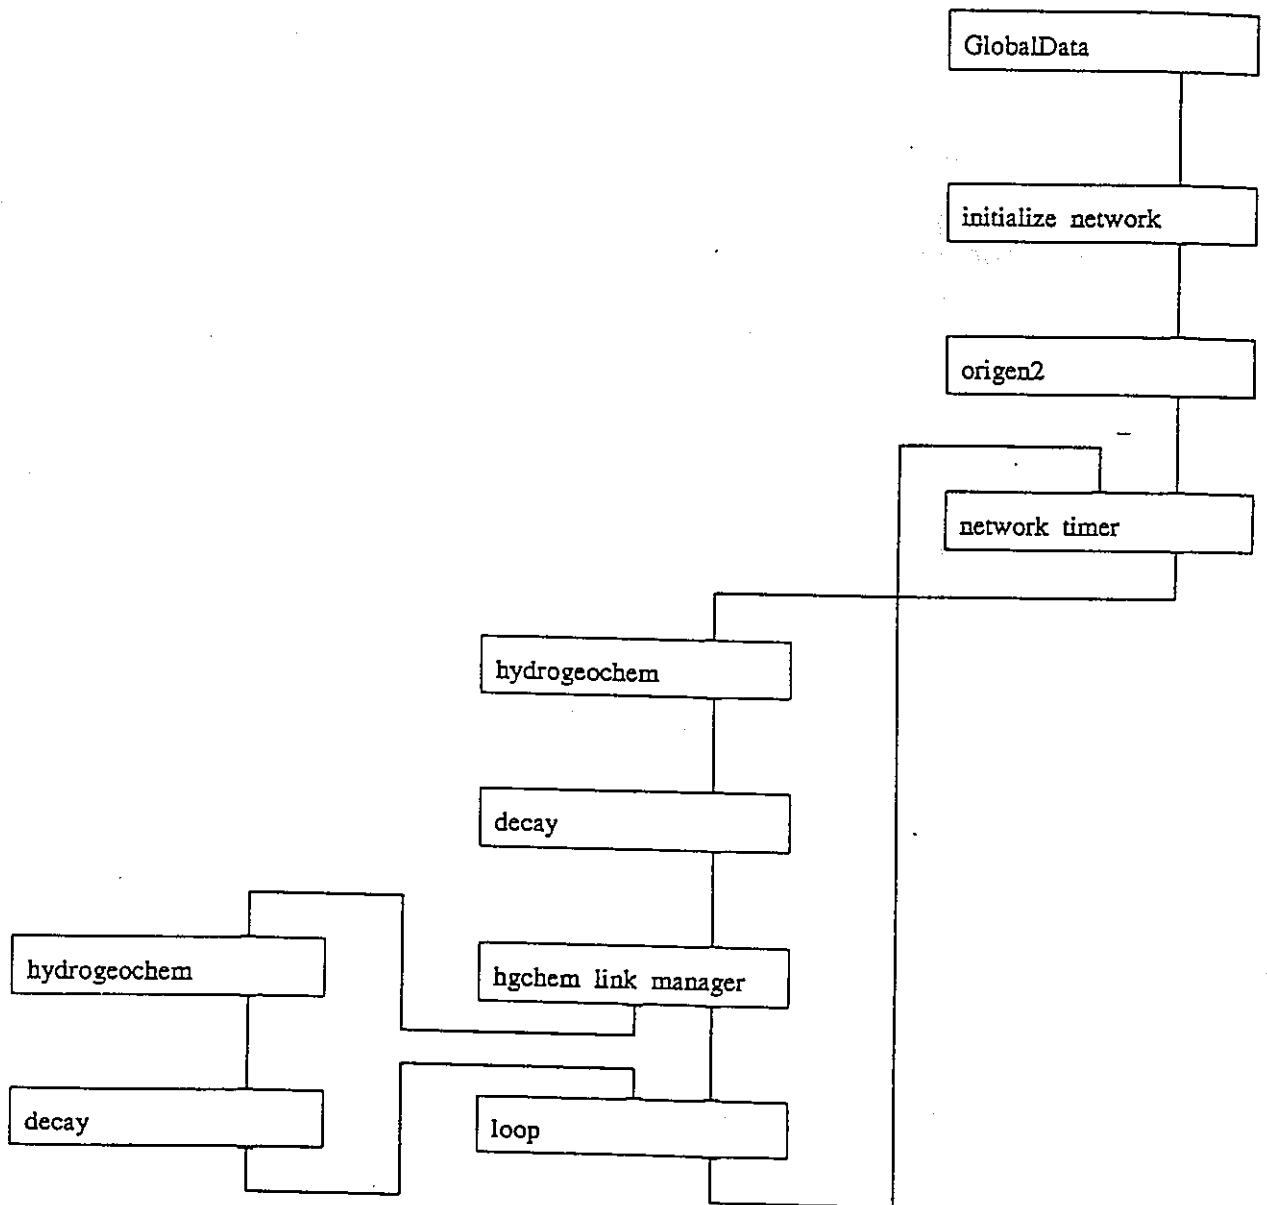 GlobalData
initialize network
origen2
network timer
hydrogeochem
decay
hydrogeochem
hgchem link manager
decay
loop